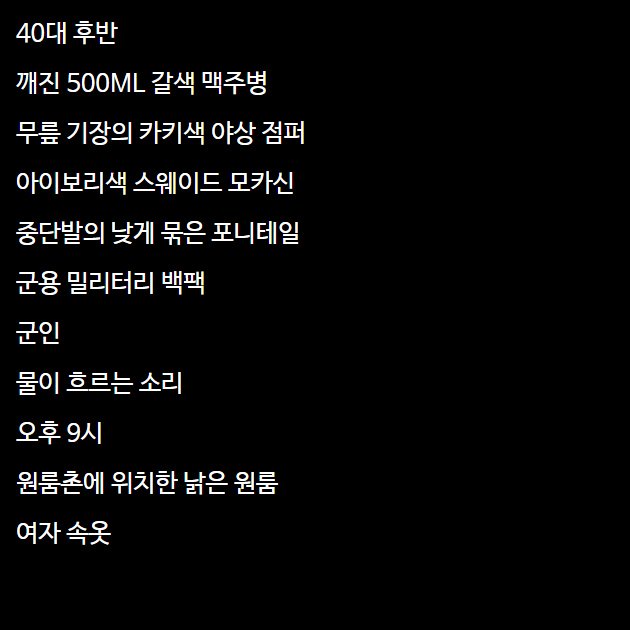 40대 후반
깨진 500ML 갈색 맥주병
무릎 기장의 카키색 야상 점퍼
아이보리색 스웨이드 모카신
중단발의 낮게 묶은 포니테일
군용 밀리터리 백팩
군인
물이 흐르는 소리
오후 9시
원룸촌에 위치한 낡은 원룸
여자 속옷